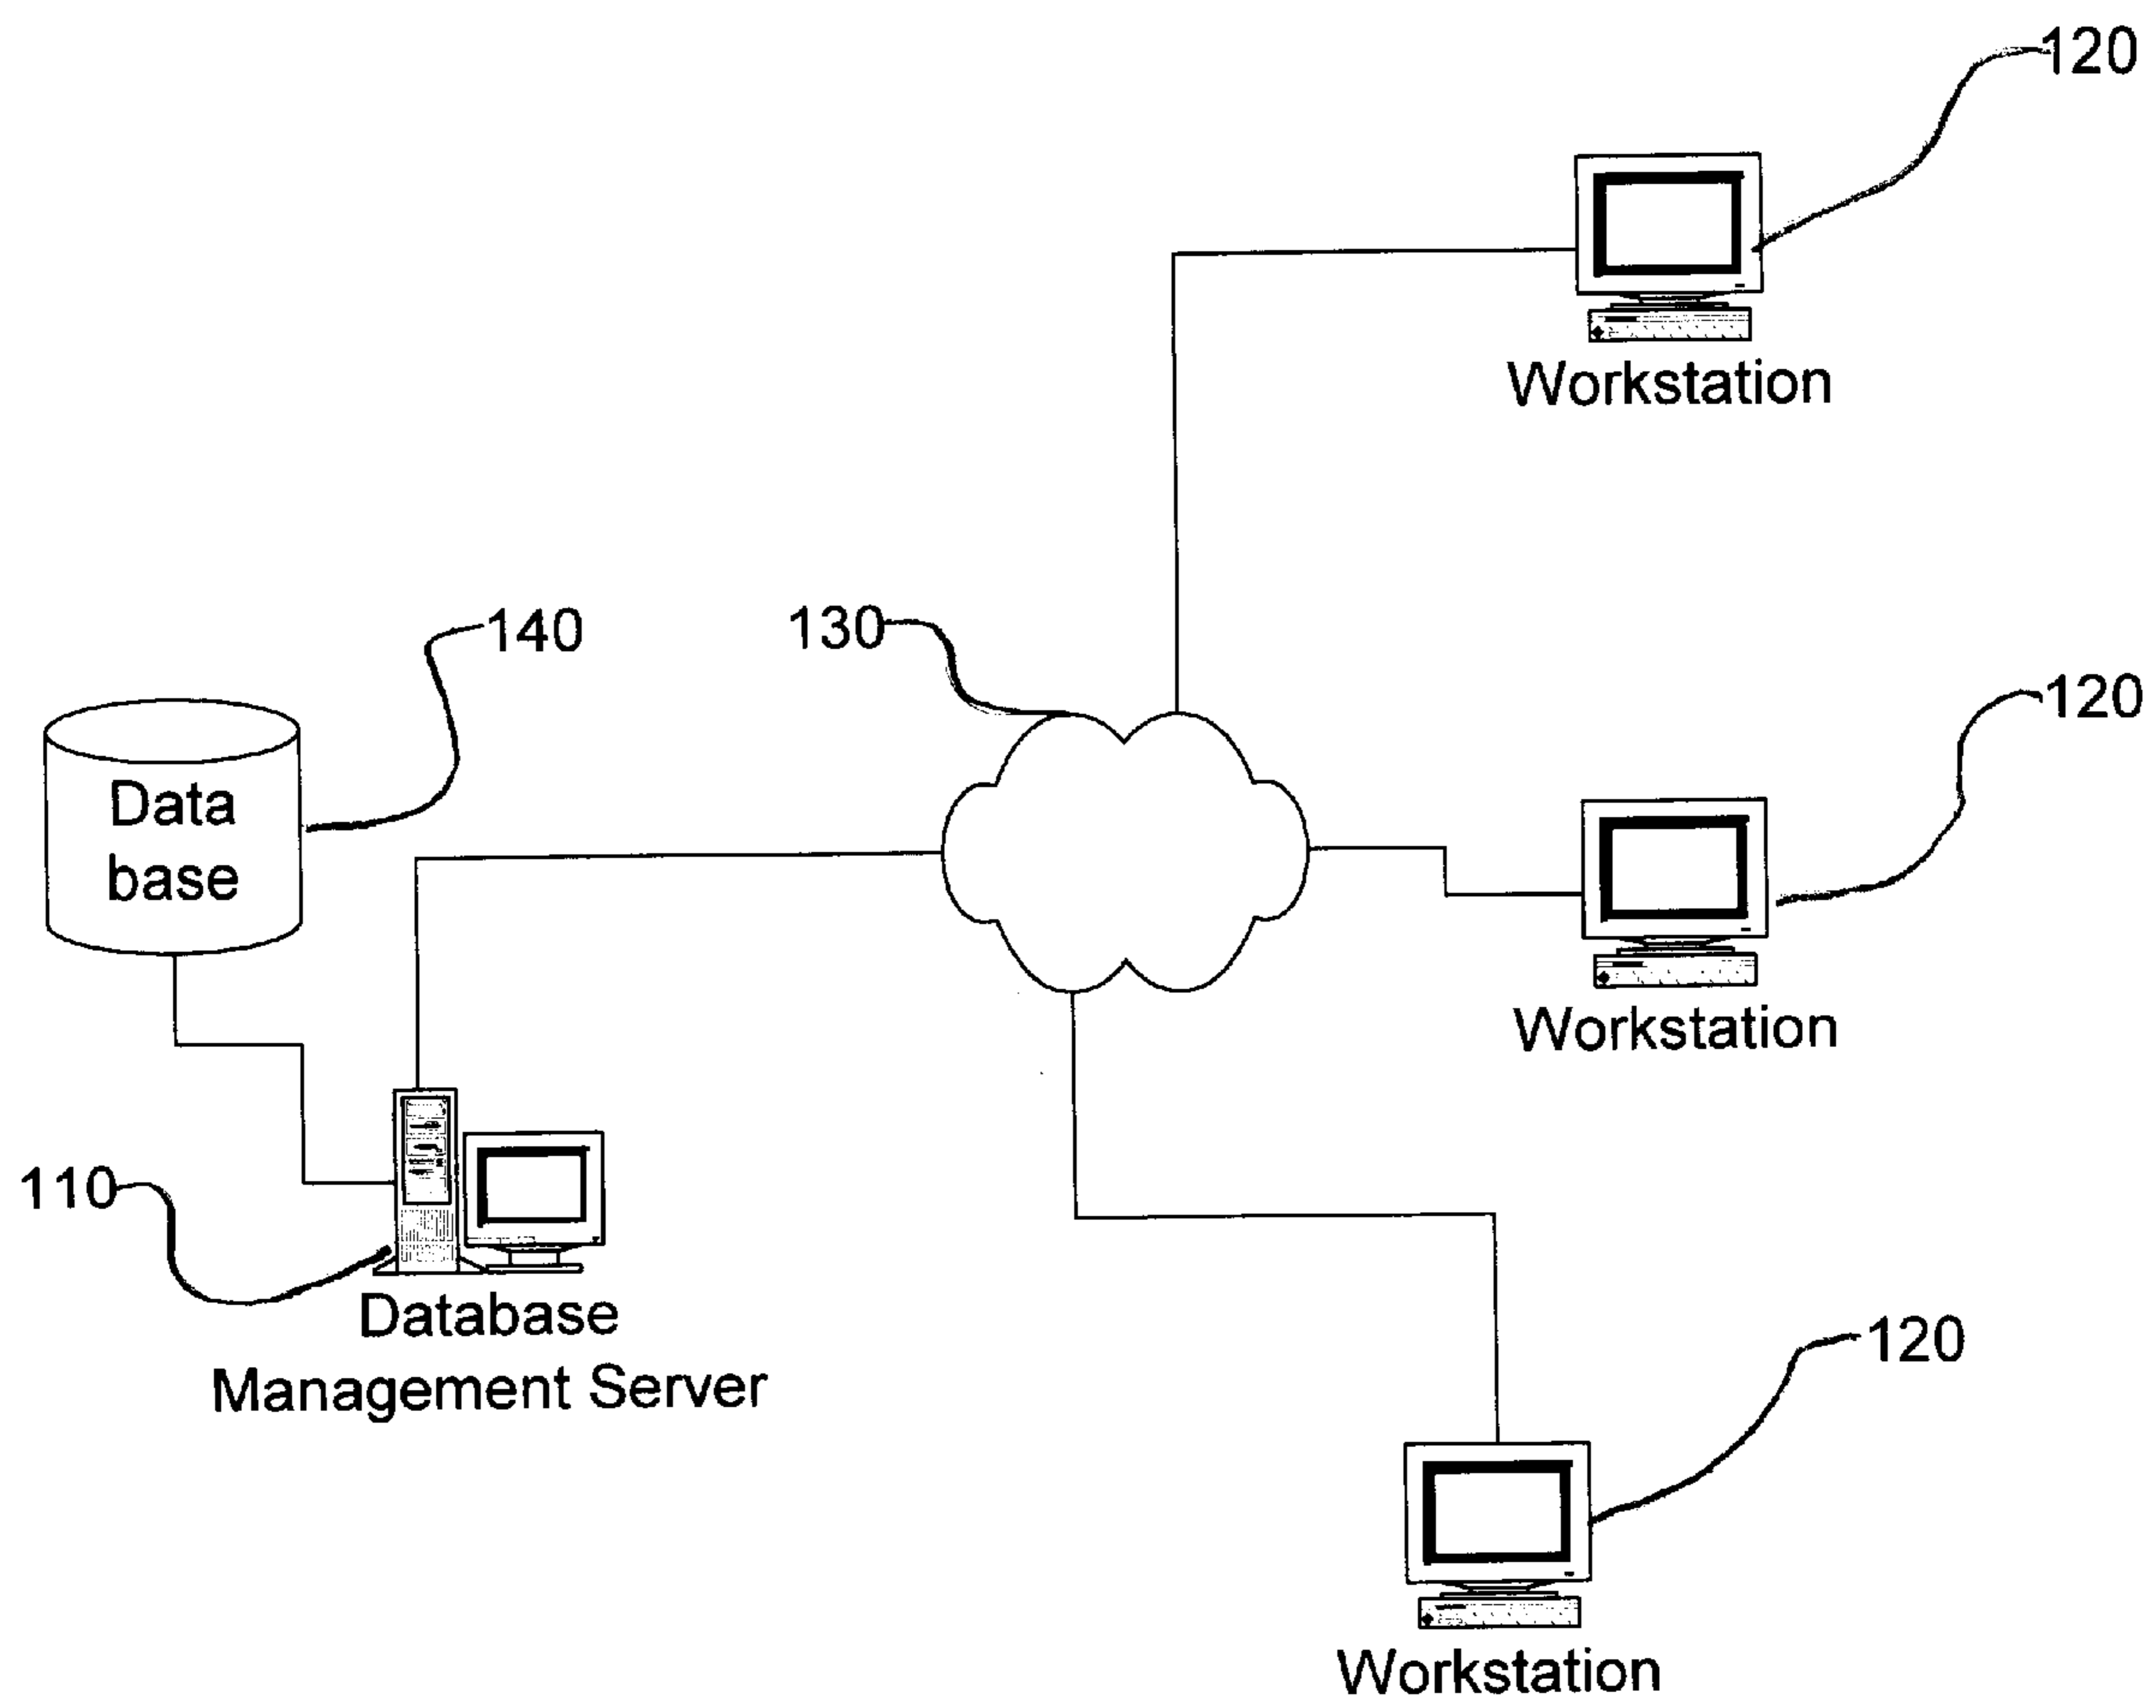 120
Workstation
140
130
120
Data
base
Workstation
110
Database
Management Server
120
Workstation